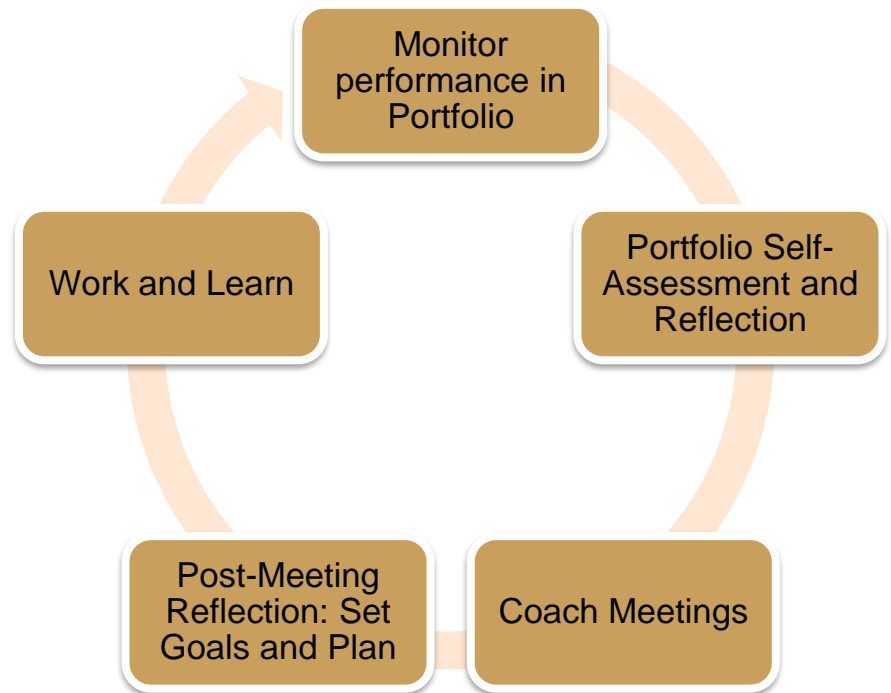 Monitor
performance in
Portfolio
Portfolio Self-
Assessment and
Reflection
Coach Meetings
Post-Meeting
Reflection: Set
Goals and Plan
Work and Learn